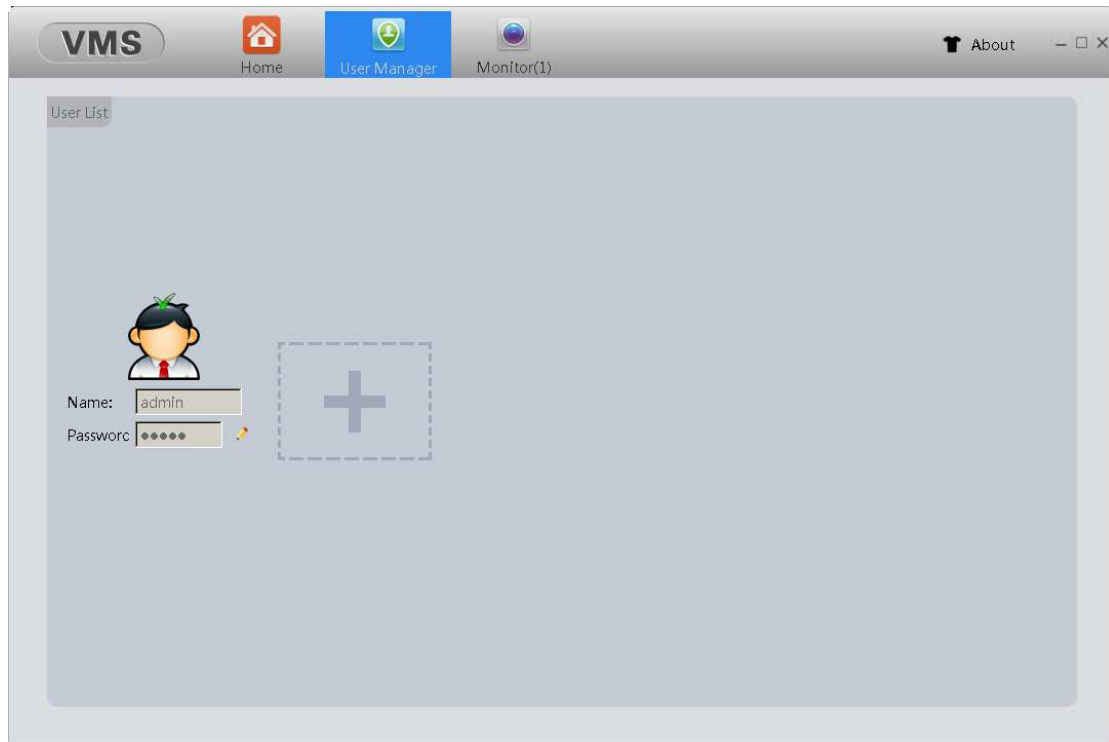 VMS
Home
User Manager
Monitor(1)
About
User List
Name: admin
Passworc •••••